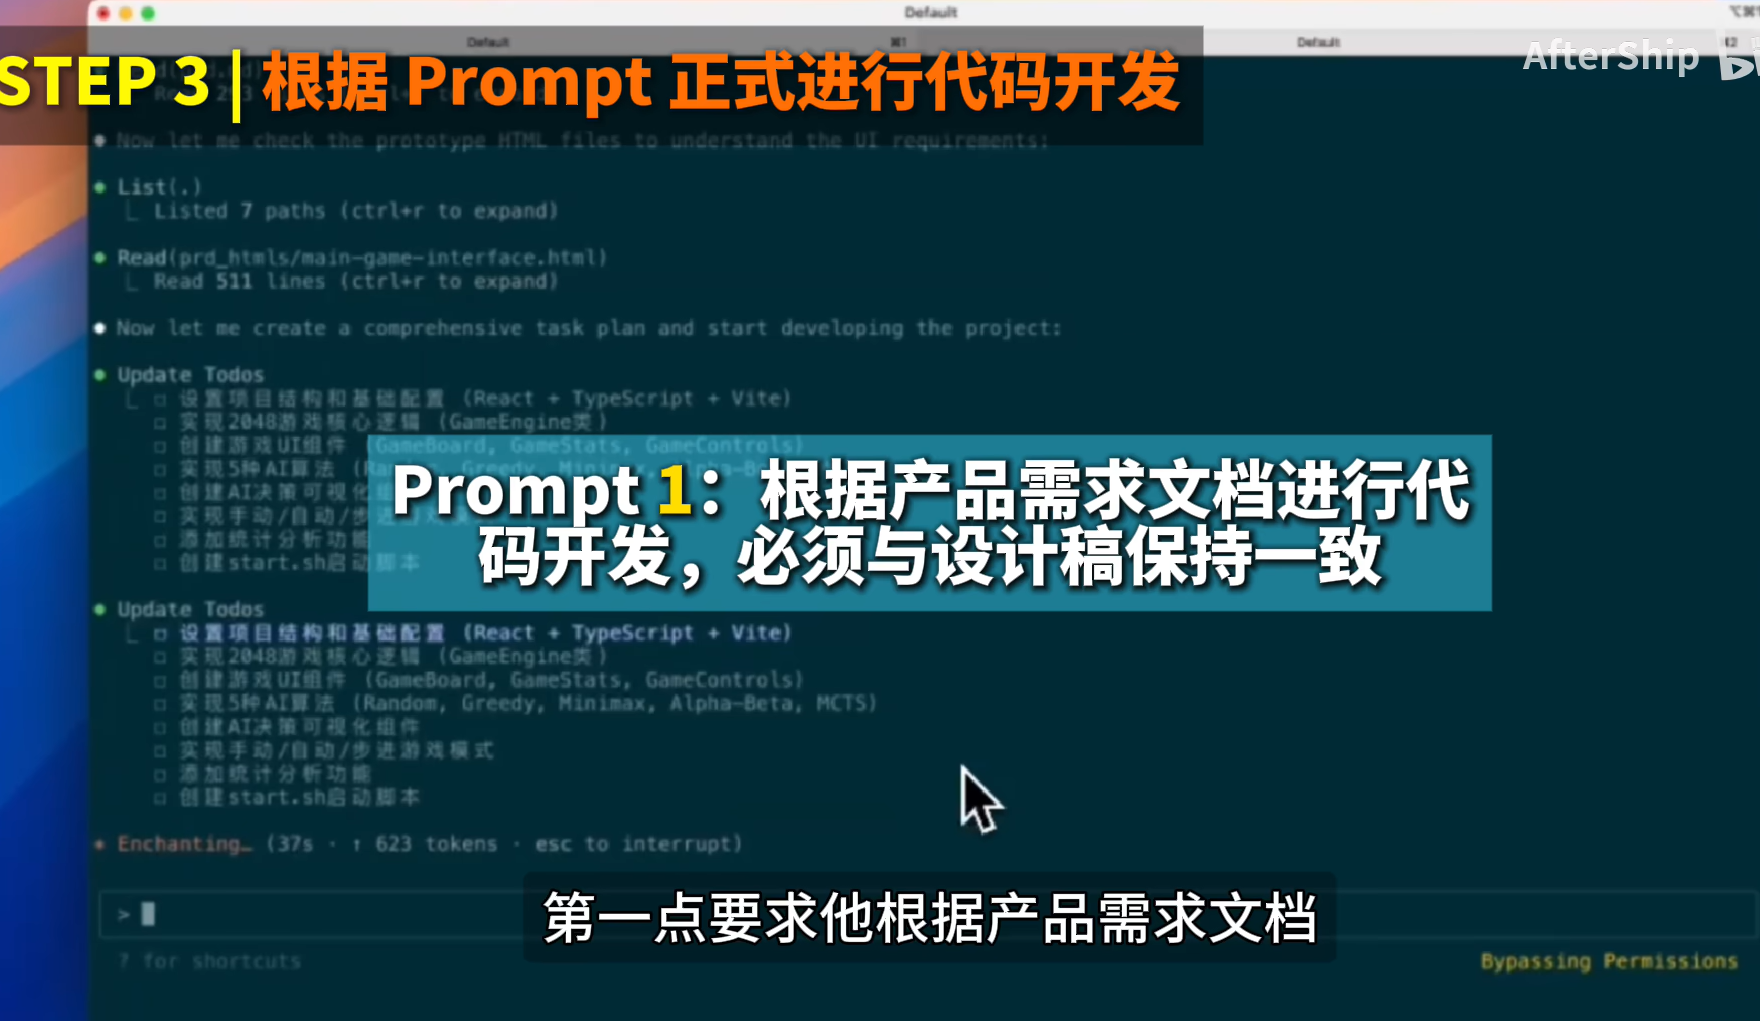 Default
Default
⌘1
Default
⌘2
AfterShip
STEP 3 | 根据 Prompt 正式进行代码开发
Now let me check the prototype HTML files to understand the UI requirements:
List(.)
Listed 7 paths (ctrl+r to expand)
Read(prd_htmls/main-game-interface.html)
Read 511 lines (ctrl+r to expand)
Now let me create a comprehensive task plan and start developing the project:
Update Todos
设置项目结构和基础配置 (React + TypeScript + Vite)
实现2048游戏核心逻辑 (GameEngine类)
创建游戏UI组件 (GameBoard, GameStats, GameControls)
实现5种AI算法 (Random, Greedy, Minimax, Alpha-B
创建AI决策可视化组
实现手动/自动/步进
添加统计分析功能
创建start.sh启动脚本
Prompt 1：根据产品需求文档进行代
码开发，必须与设计稿保持一致
Update Todos
设置项目结构和基础配置 (React + TypeScript + Vite)
实现2048游戏核心逻辑 (GameEngine类)
创建游戏UI组件 (GameBoard, GameStats, GameControls)
实现5种AI算法 (Random, Greedy, Minimax, Alpha-Beta, MCTS)
创建AI决策可视化组件
实现手动/自动/步进游戏模式
添加统计分析功能
创建start.sh启动脚本
Enchanting… (37s · ↑ 623 tokens · esc to interrupt)
>
第一点要求他根据产品需求文档
? for shortcuts
Bypassing Permissions